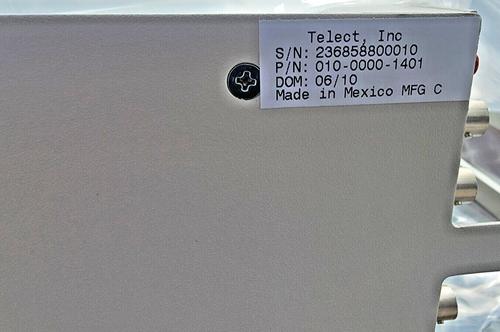 Telect, Inc
S/N: 236858800010
P/N: 010-0000-1401
DOM: 06/10
Made in Mexico MFG C